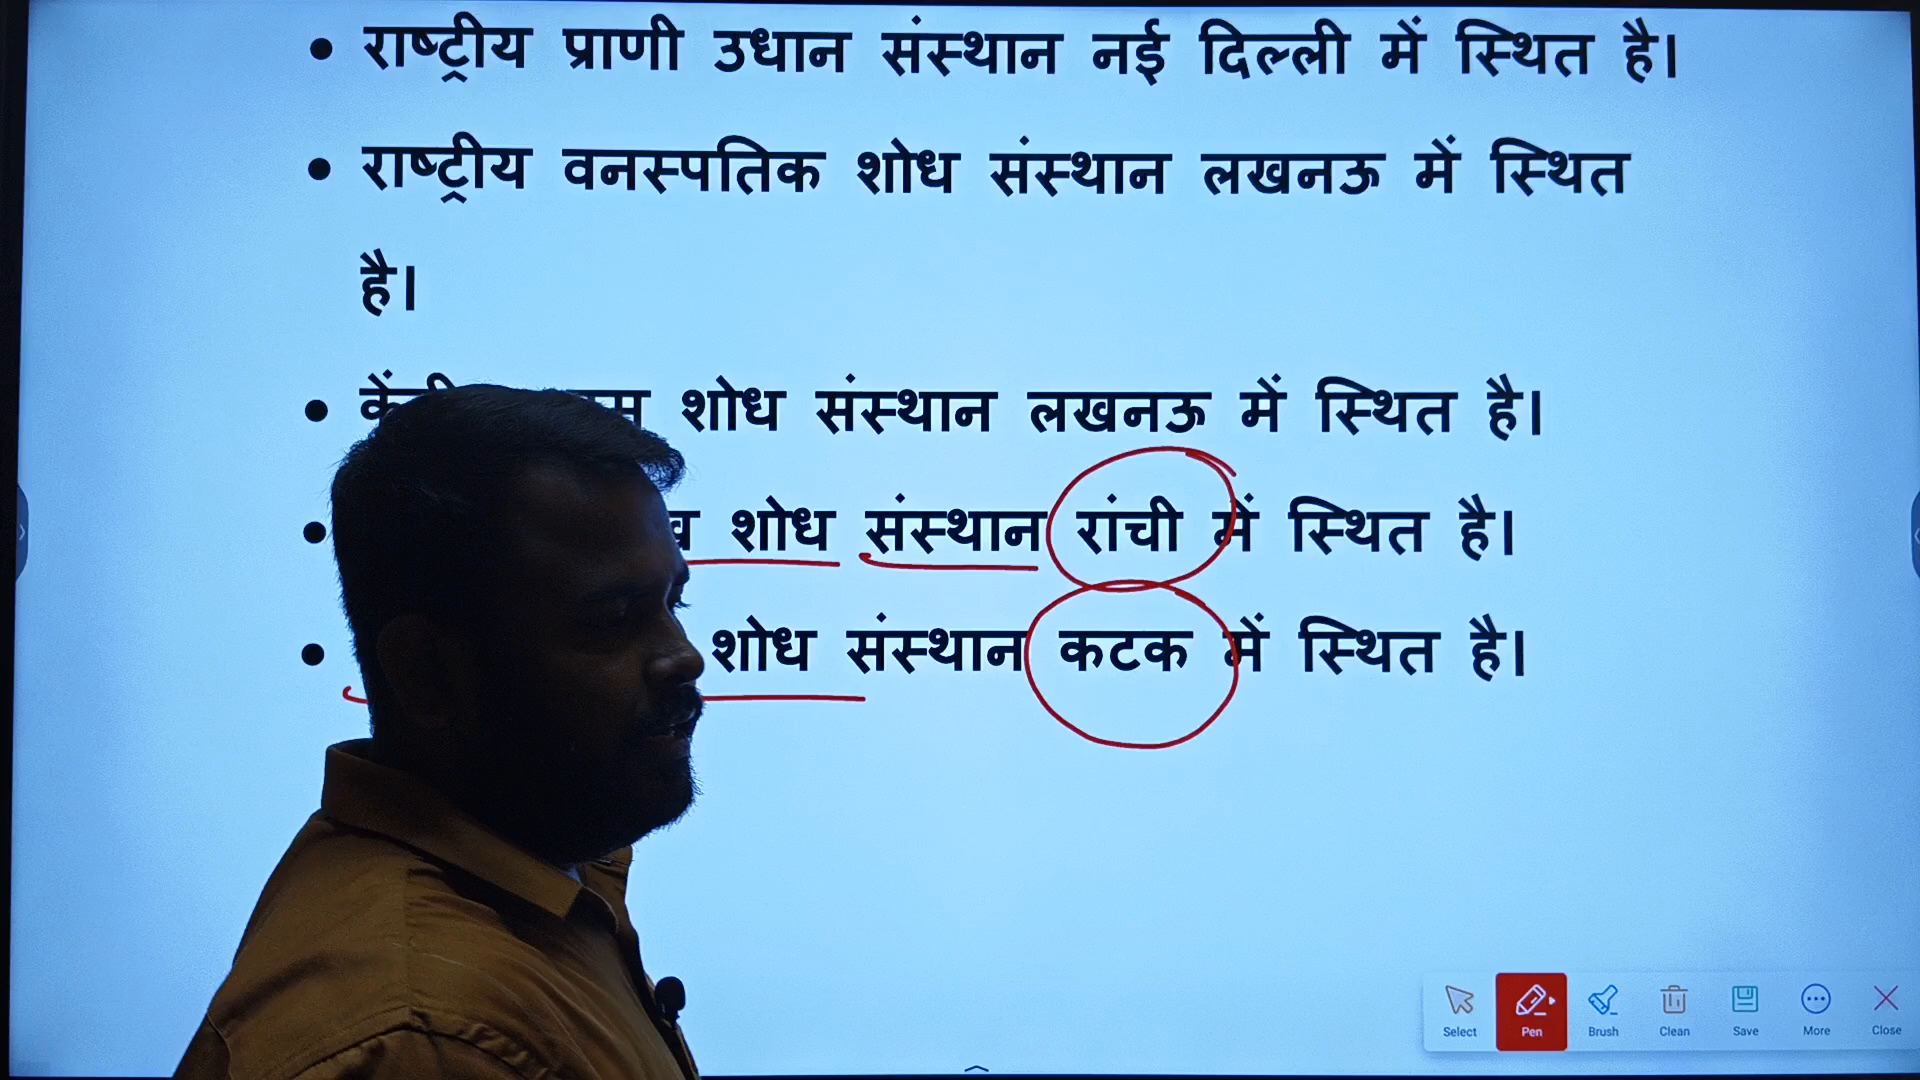 • राष्ट्रीय प्राणी उधान संस्थान नई दिल्ली में स्थित है।
• राष्ट्रीय वनस्पतिक शोध संस्थान लखनऊ में स्थित
है।
• शोध संस्थान लखनऊ में स्थित है।
• शोध संस्थान रांची में स्थित है।
• शोध संस्थान कटक में स्थित है।
Select Pen Brush Clean Save More Close